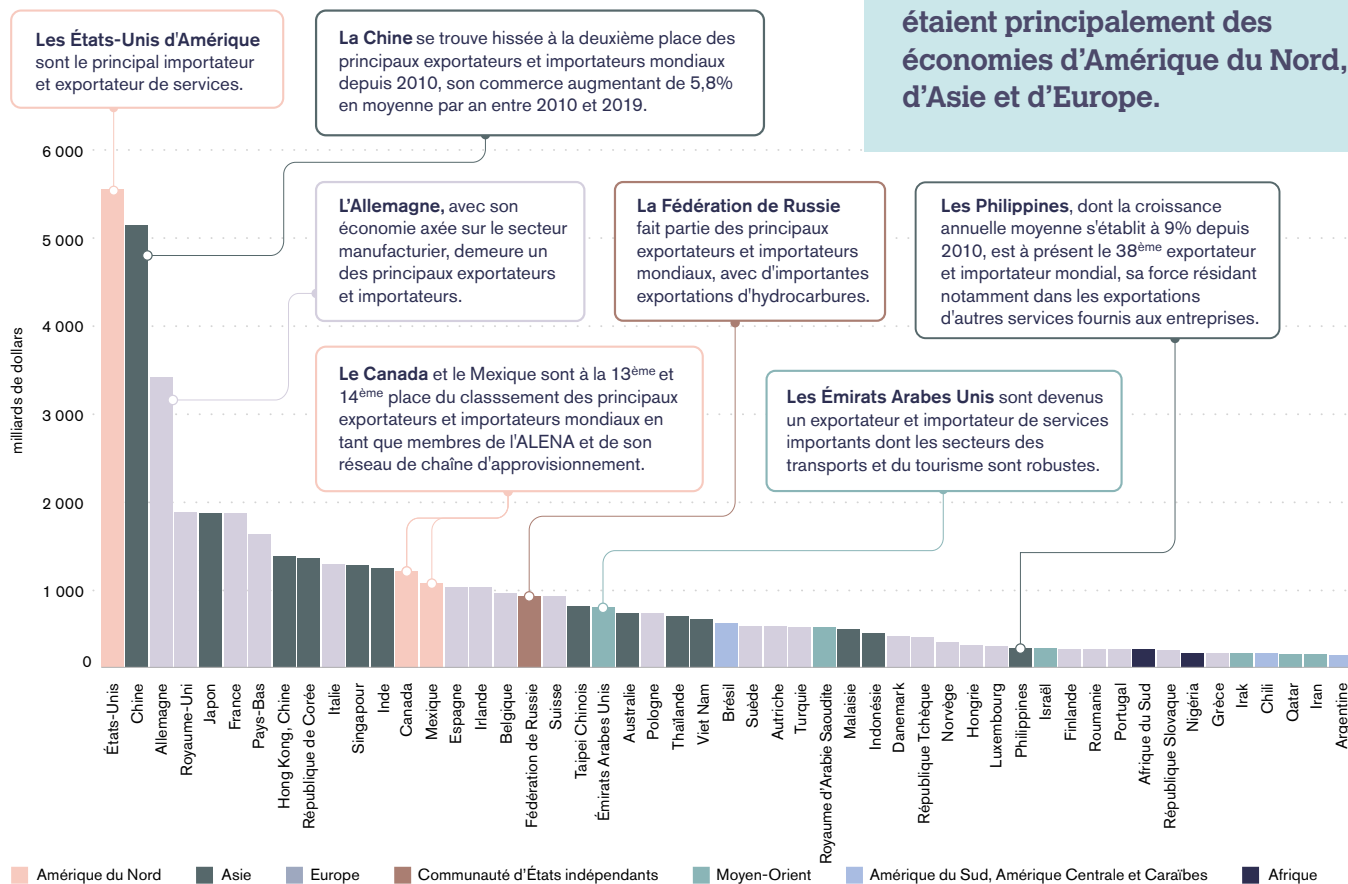 étaient principalement des
économies d'Amérique du Nord,
d'Asie et d'Europe.
Les États-Unis d'Amérique
sont le principal importateur
et exportateur de services.
La Chine se trouve hissée à la deuxième place des
principaux exportateurs et importateurs mondiaux
depuis 2010, son commerce augmentant de 5,8%
en moyenne par an entre 2010 et 2019.
L'Allemagne, avec son
économie axée sur le secteur
manufacturier, demeure un
des principaux exportateurs
et importateurs.
La Fédération de Russie
fait partie des principaux
exportateurs et importateurs
mondiaux, avec d'importantes
exportations d'hydrocarbures.
Les Philippines, dont la croissance
annuelle moyenne s'établit à 9% depuis
2010, est à présent le 38ème exportateur
et importateur mondial, sa force résidant
notamment dans les exportations
d'autres services fournis aux entreprises.
Le Canada et le Mexique sont à la 13ème et
14ème place du classsement des principaux
exportateurs et importateurs mondiaux en
tant que membres de l'ALENA et de son
réseau de chaîne d'approvisionnement.
Les Émirats Arabes Unis sont devenus
un exportateur et importateur de services
importants dont les secteurs des
transports et du tourisme sont robustes.
milliards de dollars
6 000
5 000
4 000
3 000
2 000
1 000
0
États-Unis
Chine
Allemagne
Royaume-Uni
Japon
France
Pays-Bas
Hong Kong, Chine
République de Corée
Italie
Singapour
Inde
Canada
Mexique
Espagne
Irlande
Belgique
Fédération de Russie
Suisse
Taipei Chinois
Émirats Arabes Unis
Australie
Pologne
Thaïlande
Viet Nam
Brésil
Suède
Autriche
Turquie
Royaume d'Arabie Saoudite
Malaisie
Indonésie
Danemark
République Tchèque
Norvège
Hongrie
Luxembourg
Philippines
Israël
Finlande
Roumanie
Portugal
Afrique du Sud
République Slovaque
Nigéria
Grèce
Irak
Chili
Qatar
Iran
Argentine
Amérique du Nord
Asie
Europe
Communauté d'États indépendants
Moyen-Orient
Amérique du Sud, Amérique Centrale et Caraïbes
Afrique